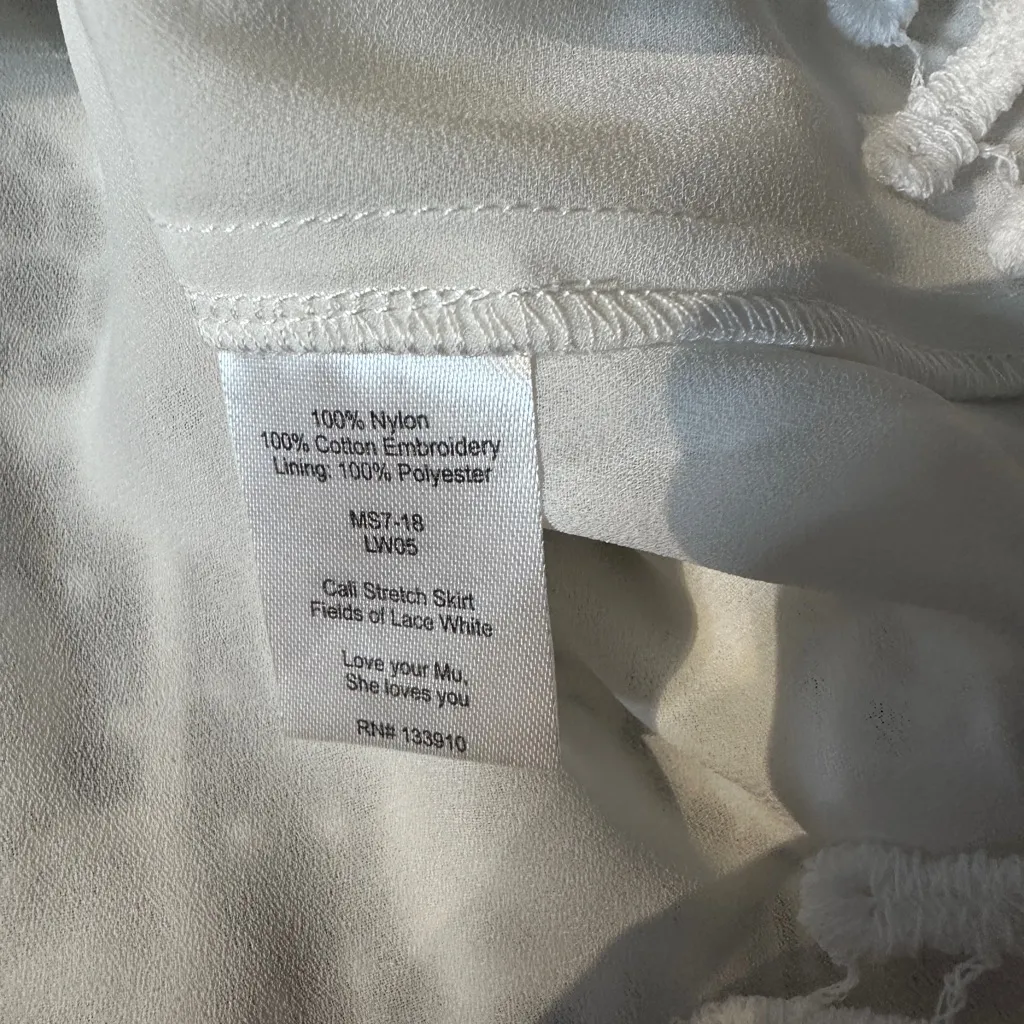 100% Nylon
100% Cotton Embroidery
Lining: 100% Polyester
MS7-18
LW05
Cali Stretch Skirt
Fields of Lace White
Love your Mu,
She loves you
RN# 133910